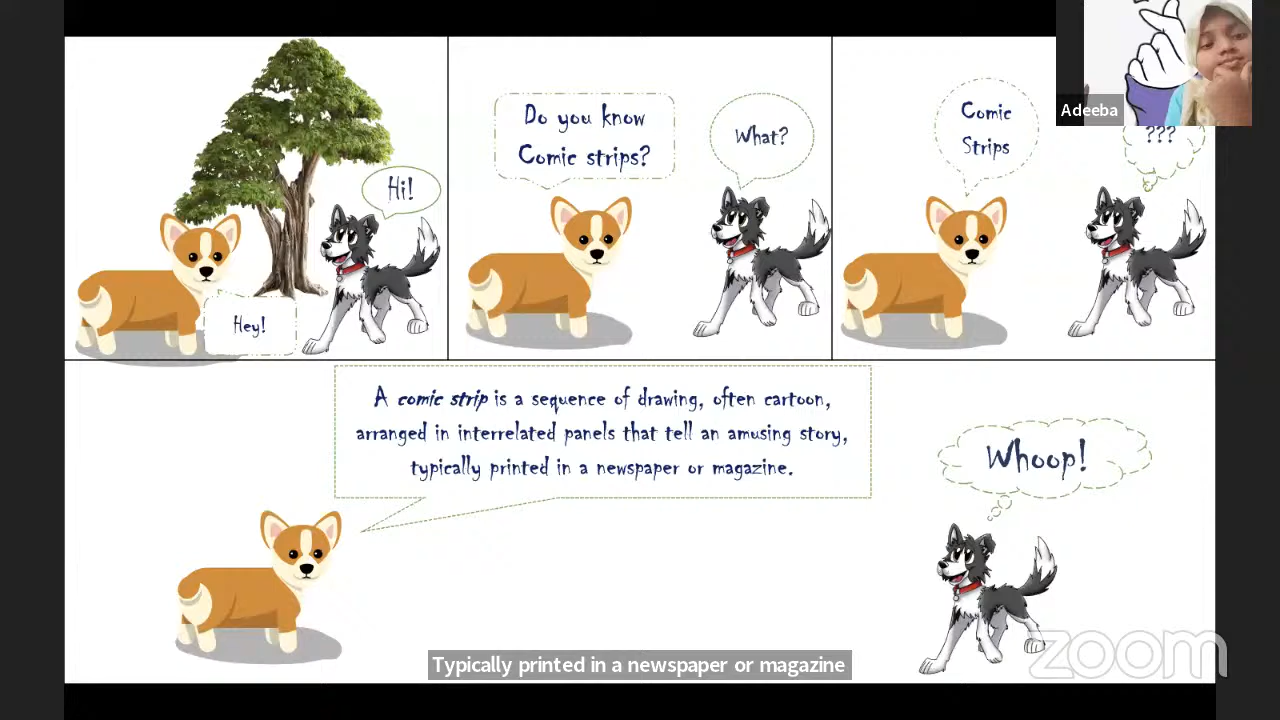 Adeeba
Hi!
Hey!
Do you know
Comic strips?
What?
Comic
Strips
???
A comic strip is a sequence of drawing, often cartoon,
arranged in interrelated panels that tell an amusing story,
typically printed in a newspaper or magazine.
Whoop!
Typically printed in a newspaper or magazine
zoom